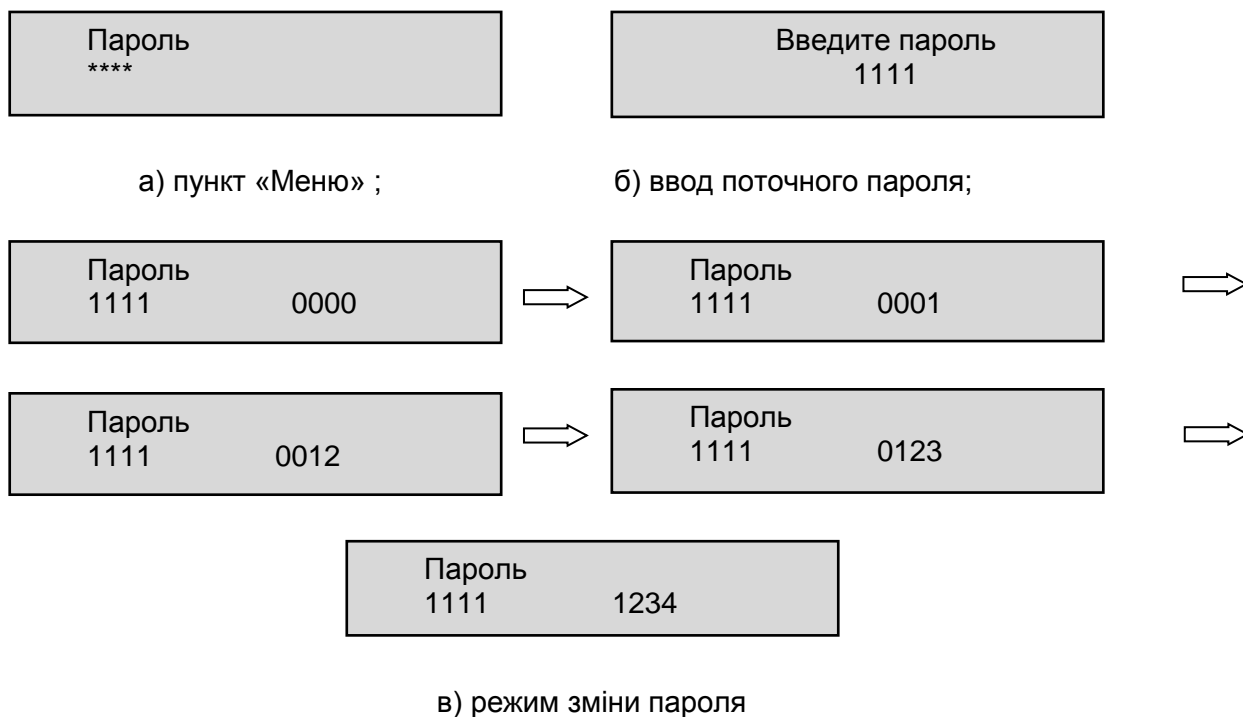 Пароль
****
Введите пароль
1111
а) пункт «Меню» ;
б) ввод поточного пароля;
Пароль
1111 0000
Пароль
1111 0001
Пароль
1111 0012
Пароль
1111 0123
Пароль
1111 1234
в) режим зміни пароля